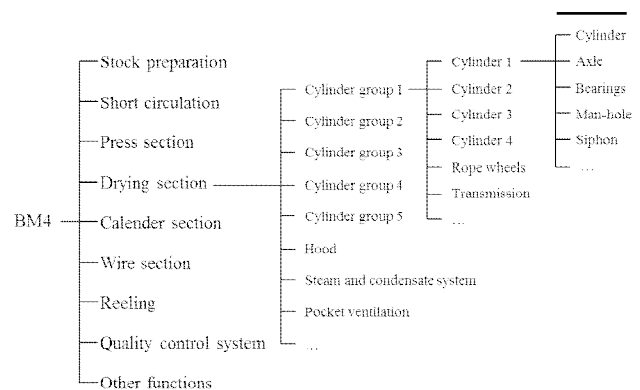 BM4
Stock preparation
Short circulation
Press section
Drying section
Calender section
Wire section
Reeling
Quality control system
Other functions
Cylinder group 1
Cylinder group 2
Cylinder group 3
Cylinder group 4
Cylinder group 5
Hood
Steam and condensate system
Pocket ventilation
...
Cylinder 1
Cylinder 2
Cylinder 3
Cylinder 4
Rope wheels
Transmission
...
Cylinder
Axle
Bearings
Man-hole
Siphon
...